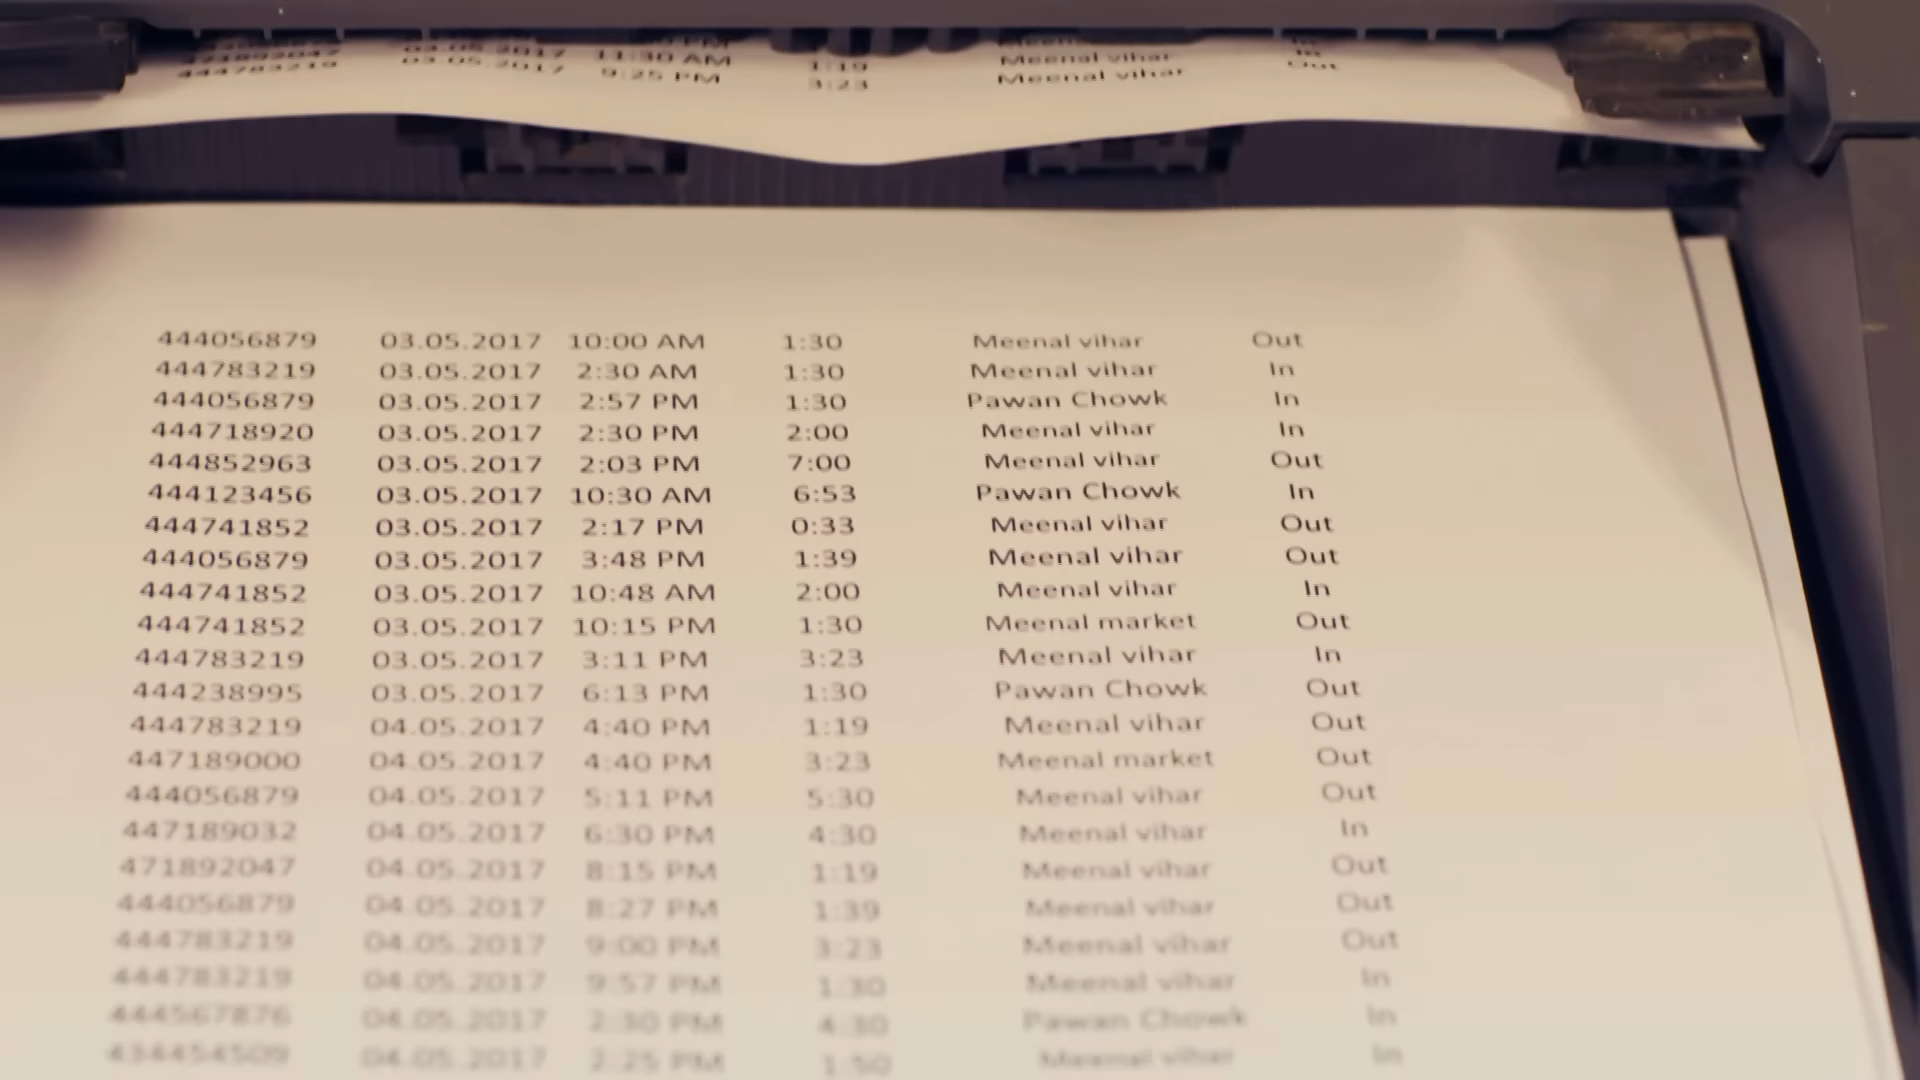 11:30 AM 1:19 Meenal vihar In
444783219 03.05.2017 9:25 PM 3:23 Meenal vihar Out
444056879 03.05.2017 10:00 AM 1:30 Meenal vihar Out
444783219 03.05.2017 2:30 AM 1:30 Meenal vihar In
444056879 03.05.2017 2:57 PM 1:30 Pawan Chowk In
444718920 03.05.2017 2:30 PM 2:00 Meenal vihar In
444852963 03.05.2017 2:03 PM 7:00 Meenal vihar Out
444123456 03.05.2017 10:30 AM 6:53 Pawan Chowk In
444741852 03.05.2017 2:17 PM 0:33 Meenal vihar Out
444056879 03.05.2017 3:48 PM 1:39 Meenal vihar Out
444741852 03.05.2017 10:48 AM 2:00 Meenal vihar In
444741852 03.05.2017 10:15 PM 1:30 Meenal market Out
444783219 03.05.2017 3:11 PM 3:23 Meenal vihar In
444238995 03.05.2017 6:13 PM 1:30 Pawan Chowk Out
444783219 04.05.2017 4:40 PM 1:19 Meenal vihar Out
447189000 04.05.2017 4:40 PM 3:23 Meenal market Out
444056879 04.05.2017 5:11 PM 5:30 Meenal vihar Out
447189032 04.05.2017 6:30 PM 4:30 Meenal vihar In
471892047 04.05.2017 8:15 PM 1:19 Meenal vihar Out
444056879 04.05.2017 8:27 PM 1:39 Meenal vihar Out
444783219 04.05.2017 9:00 PM 3:23 Meenal vihar Out
444783219 04.05.2017 9:57 PM 1:30 Meenal vihar In
444567876 04.05.2017 2:30 PM 4:30 Pawan Chowk In
434454509 04.05.2017 2:25 PM 1:50 Meenal vihar In